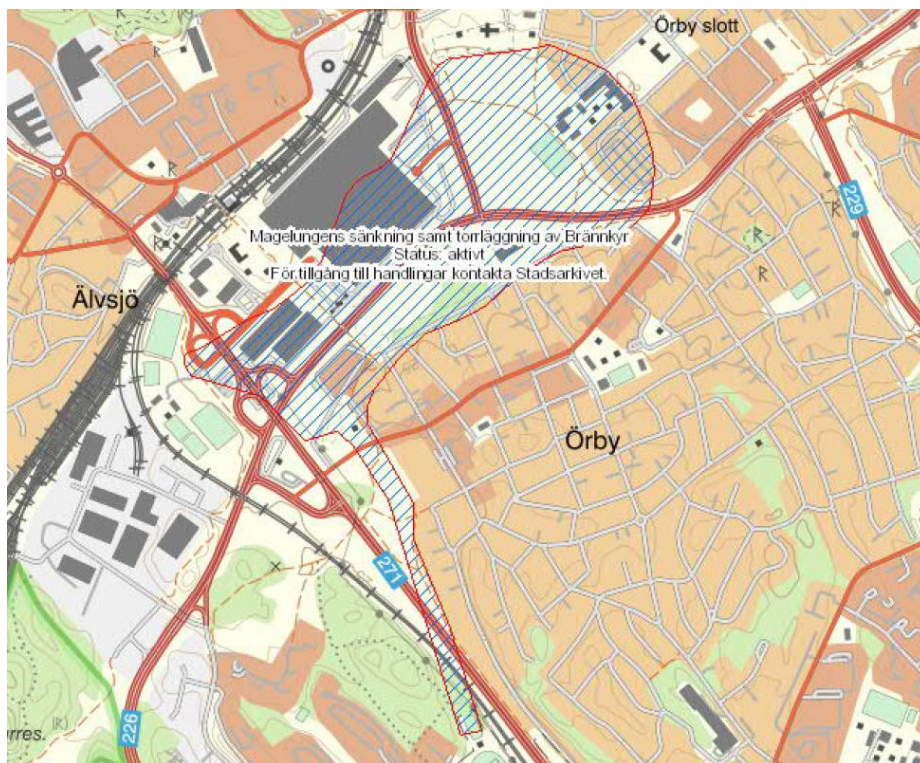 Örby slott
229
Magelungens sänkning samt torrläggning av Brännkyr
Status: aktivt
För tillgång till handlingar kontakta Stadsarkivet.
Älvsjö
Örby
271
226
rres.